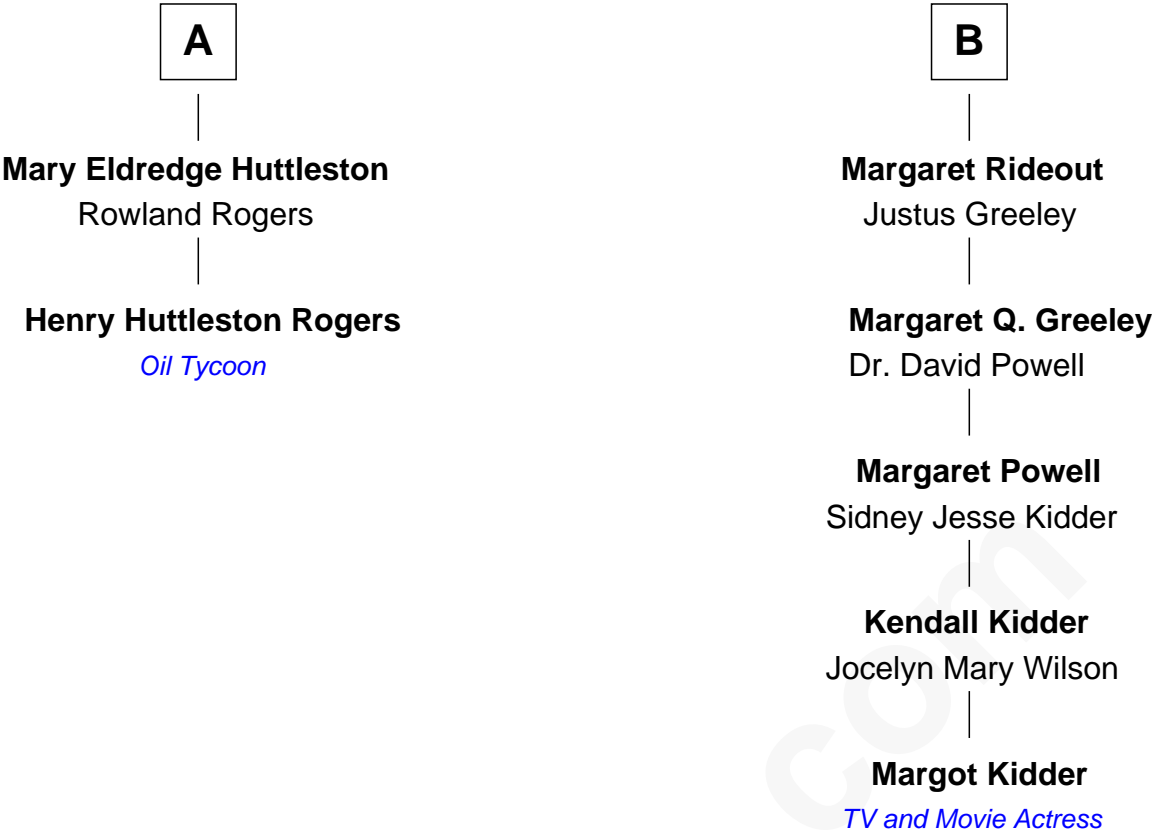 A
Mary Eldredge Huttleston
Rowland Rogers
Henry Huttleston Rogers
Oil Tycoon
B
Margaret Rideout
Justus Greeley
Margaret Q. Greeley
Dr. David Powell
Margaret Powell
Sidney Jesse Kidder
Kendall Kidder
Jocelyn Mary Wilson
Margot Kidder
TV and Movie Actress
com